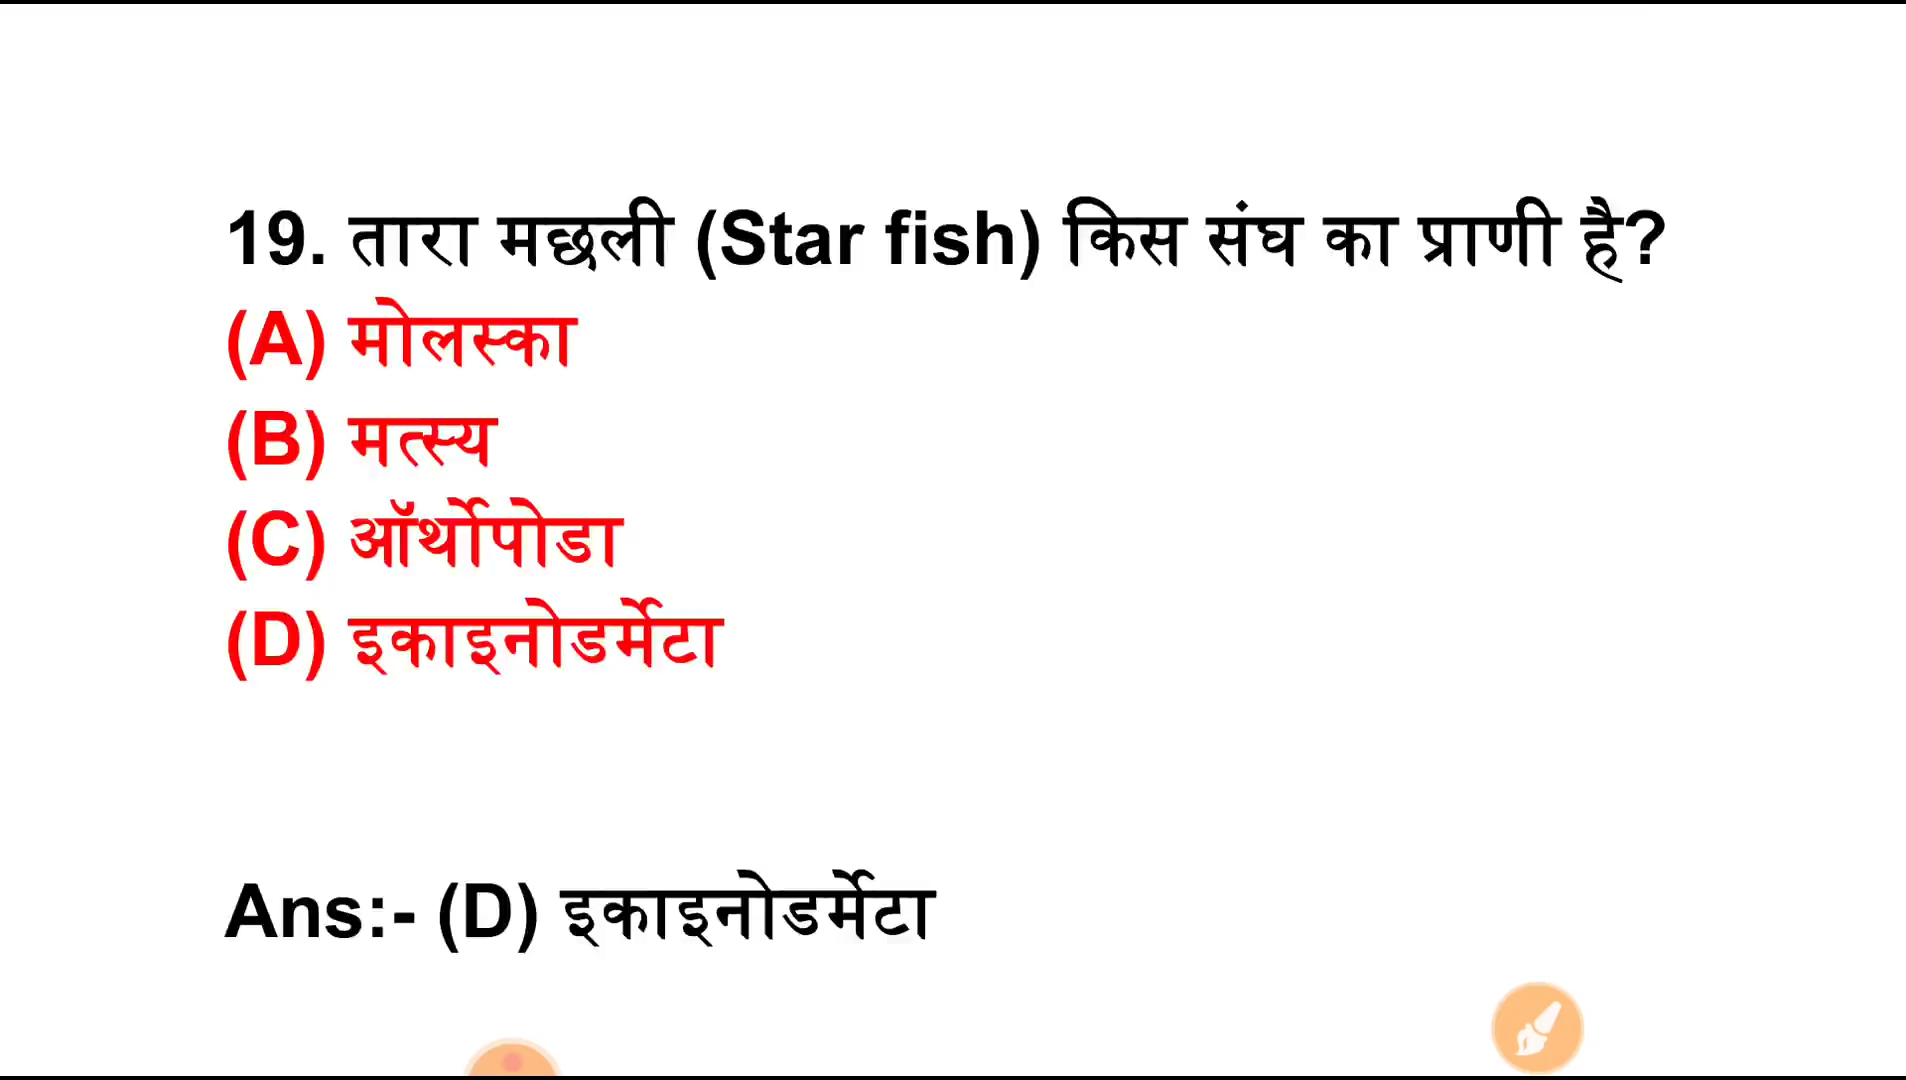 19. तारा मछली (Star fish) किस संघ का प्राणी है?
(A) मोलस्का
(B) मत्स्य
(C) ऑर्थोपोडा
(D) इकाइनोडर्मेटा
Ans:- (D) इकाइनोडर्मेटा